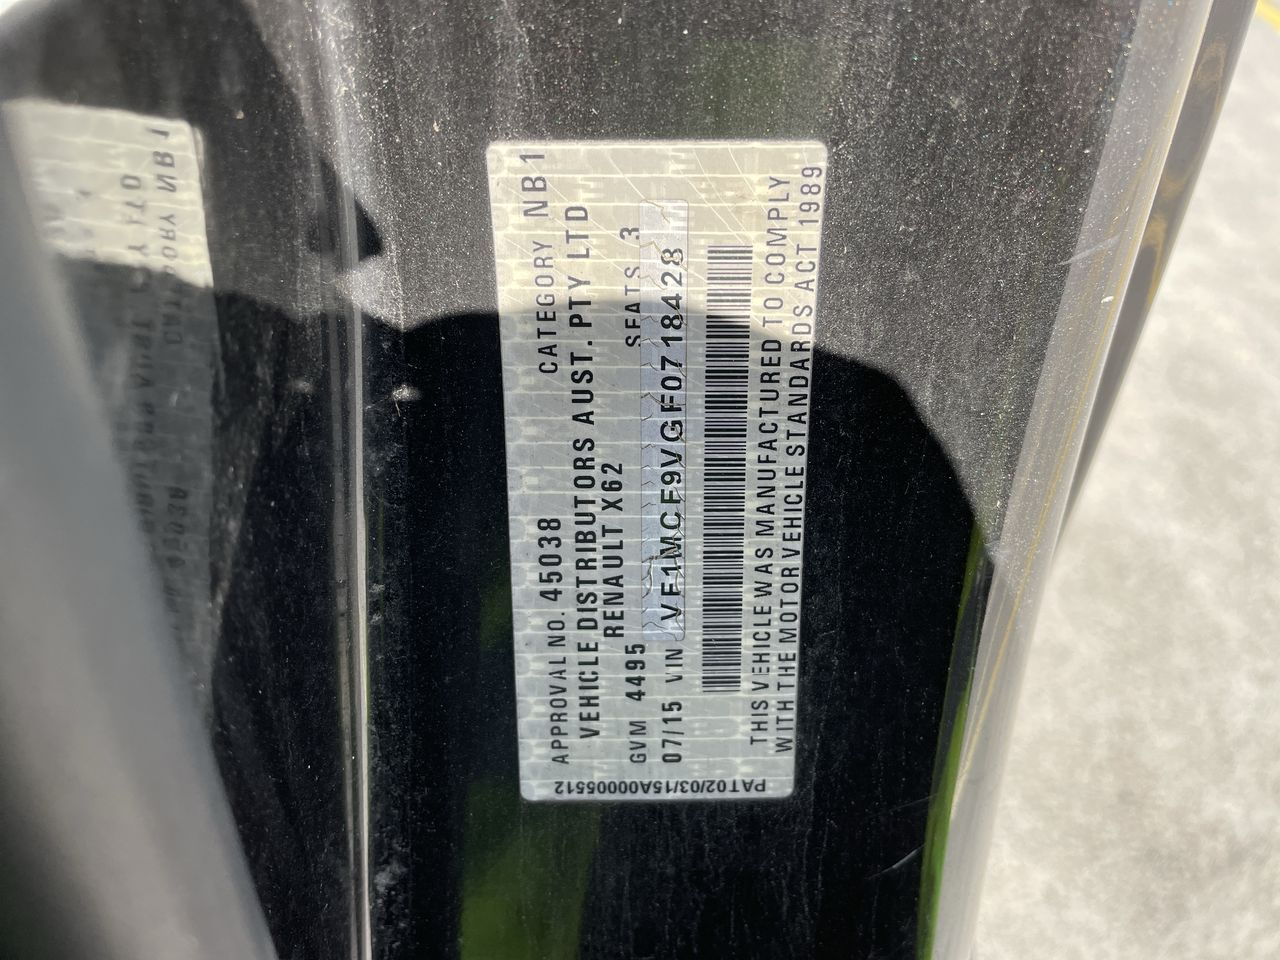 APPROVAL NO. 45038 CATEGORY NB1
VEHICLE DISTRIBUTORS AUST. PTY LTD
RENAULT X62
GVM 4495 SEATS 3
07/15 VIN VF1MCF9VGF0718428
THIS VEHICLE WAS MANUFACTURED TO COMPLY
WITH THE MOTOR VEHICLE STANDARDS ACT 1989
PAT02/03/15A00005512